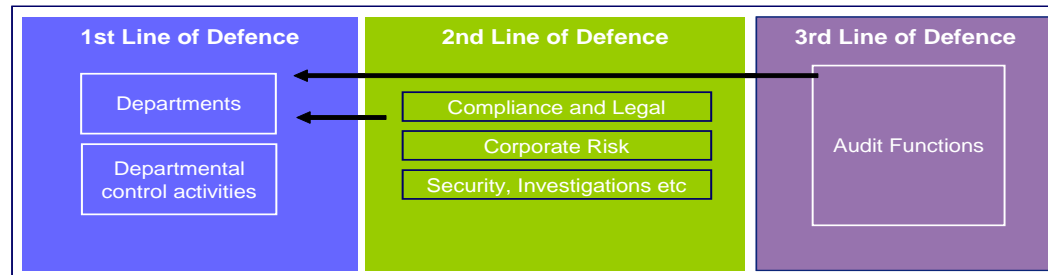 1st Line of Defence
Departments
Departmental
control activities
2nd Line of Defence
Compliance and Legal
Corporate Risk
Security, Investigations etc
3rd Line of Defence
Audit Functions